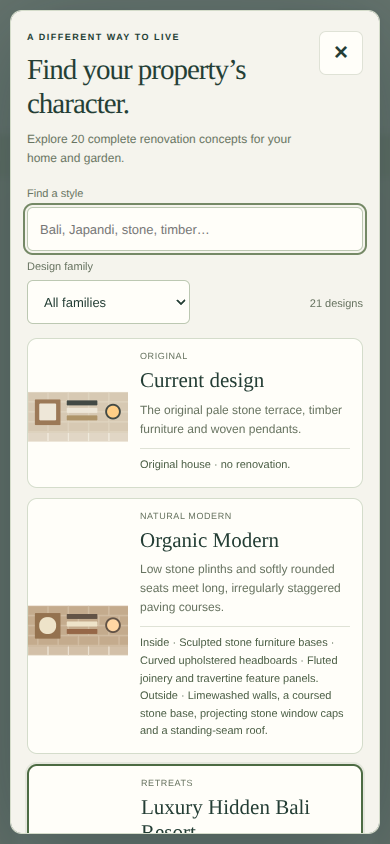 A DIFFERENT WAY TO LIVE
✕
Find your property’s
character.
Explore 20 complete renovation concepts for your
home and garden.
Find a style
Bali, Japandi, stone, timber…
Design family
All families
21 designs
ORIGINAL
Current design
The original pale stone terrace, timber
furniture and woven pendants.
Original house · no renovation.
NATURAL MODERN
Organic Modern
Low stone plinths and softly rounded
seats meet long, irregularly staggered
paving courses.
Inside · Sculpted stone furniture bases ·
Curved upholstered headboards · Fluted
joinery and travertine feature panels.
Outside · Limewashed walls, a coursed
stone base, projecting stone window caps
and a standing-seam roof.
RETREATS
Luxury Hidden Bali
Resort